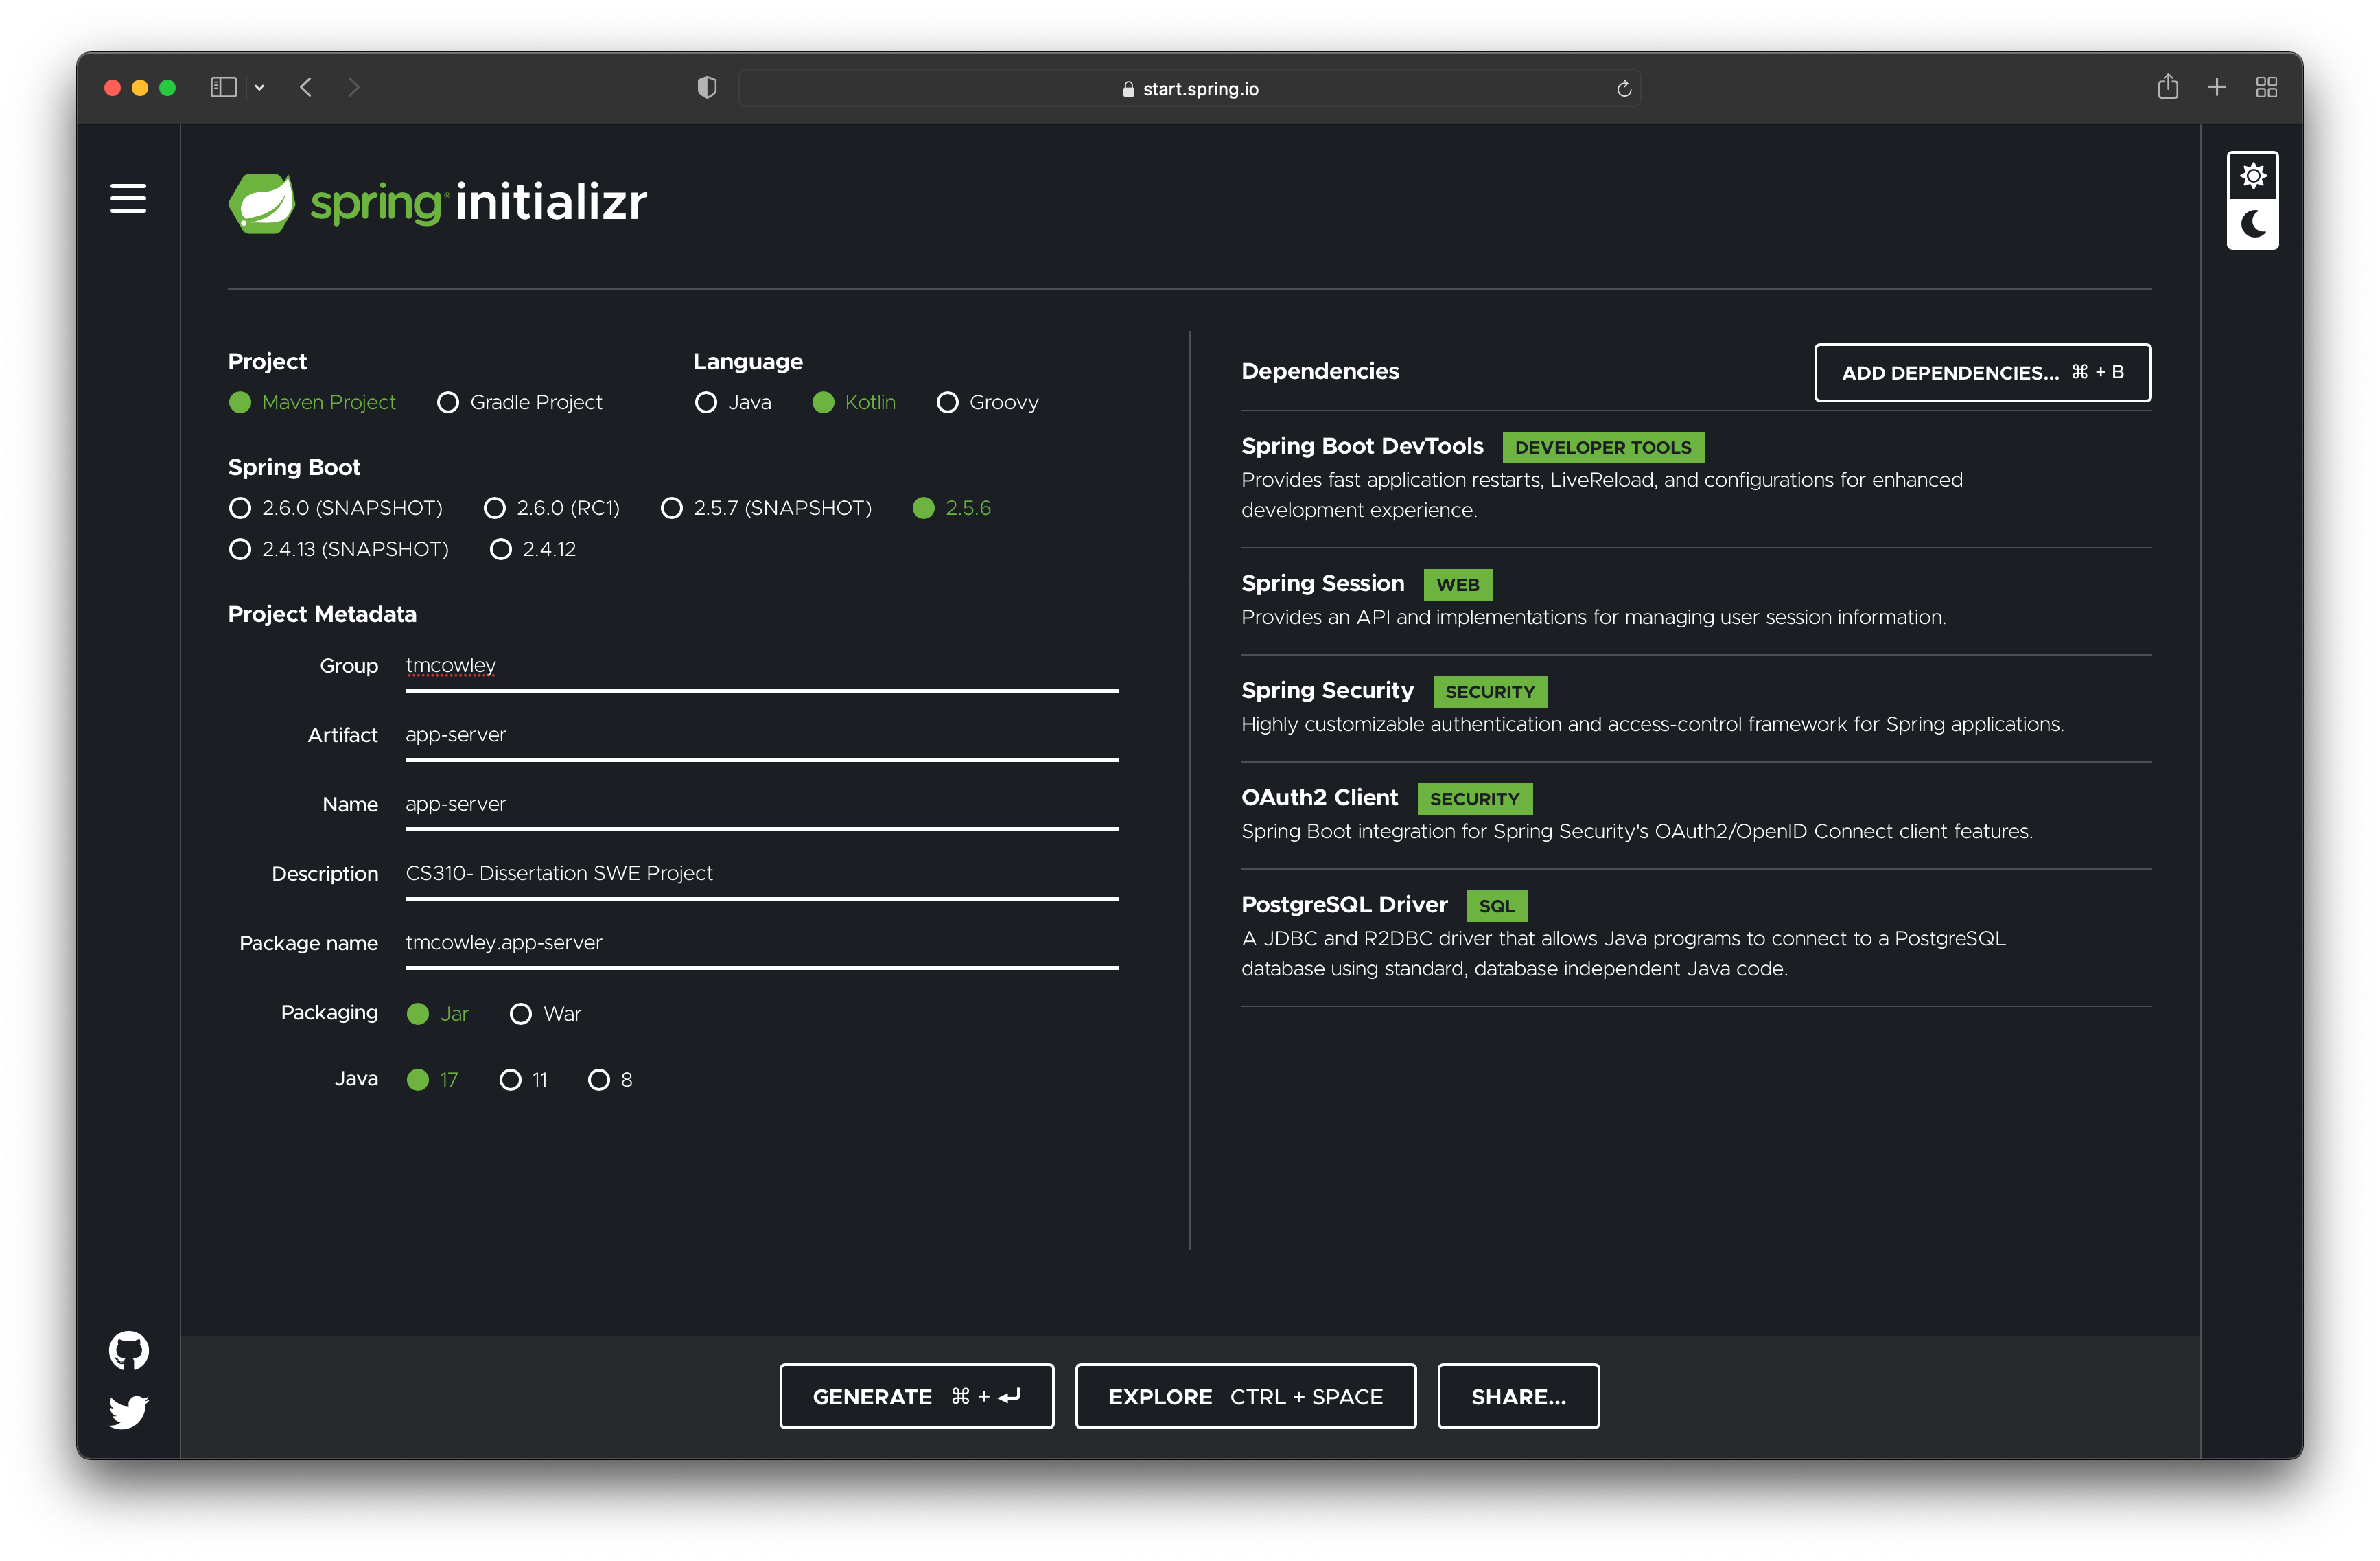 start.spring.io
spring initializr
Project
Maven Project Gradle Project
Language
Java Kotlin Groovy
Spring Boot
2.6.0 (SNAPSHOT) 2.6.0 (RC1) 2.5.7 (SNAPSHOT) 2.5.6
2.4.13 (SNAPSHOT) 2.4.12
Project Metadata
Group tmcowley
Artifact app-server
Name app-server
Description CS310- Dissertation SWE Project
Package name tmcowley.app-server
Packaging Jar War
Java 17 11 8
Dependencies
ADD DEPENDENCIES... ⌘ + B
Spring Boot DevTools DEVELOPER TOOLS
Provides fast application restarts, LiveReload, and configurations for enhanced
development experience.
Spring Session WEB
Provides an API and implementations for managing user session information.
Spring Security SECURITY
Highly customizable authentication and access-control framework for Spring applications.
OAuth2 Client SECURITY
Spring Boot integration for Spring Security's OAuth2/OpenID Connect client features.
PostgreSQL Driver SQL
A JDBC and R2DBC driver that allows Java programs to connect to a PostgreSQL
database using standard, database independent Java code.
GENERATE ⌘ + ⏎
EXPLORE CTRL + SPACE
SHARE...